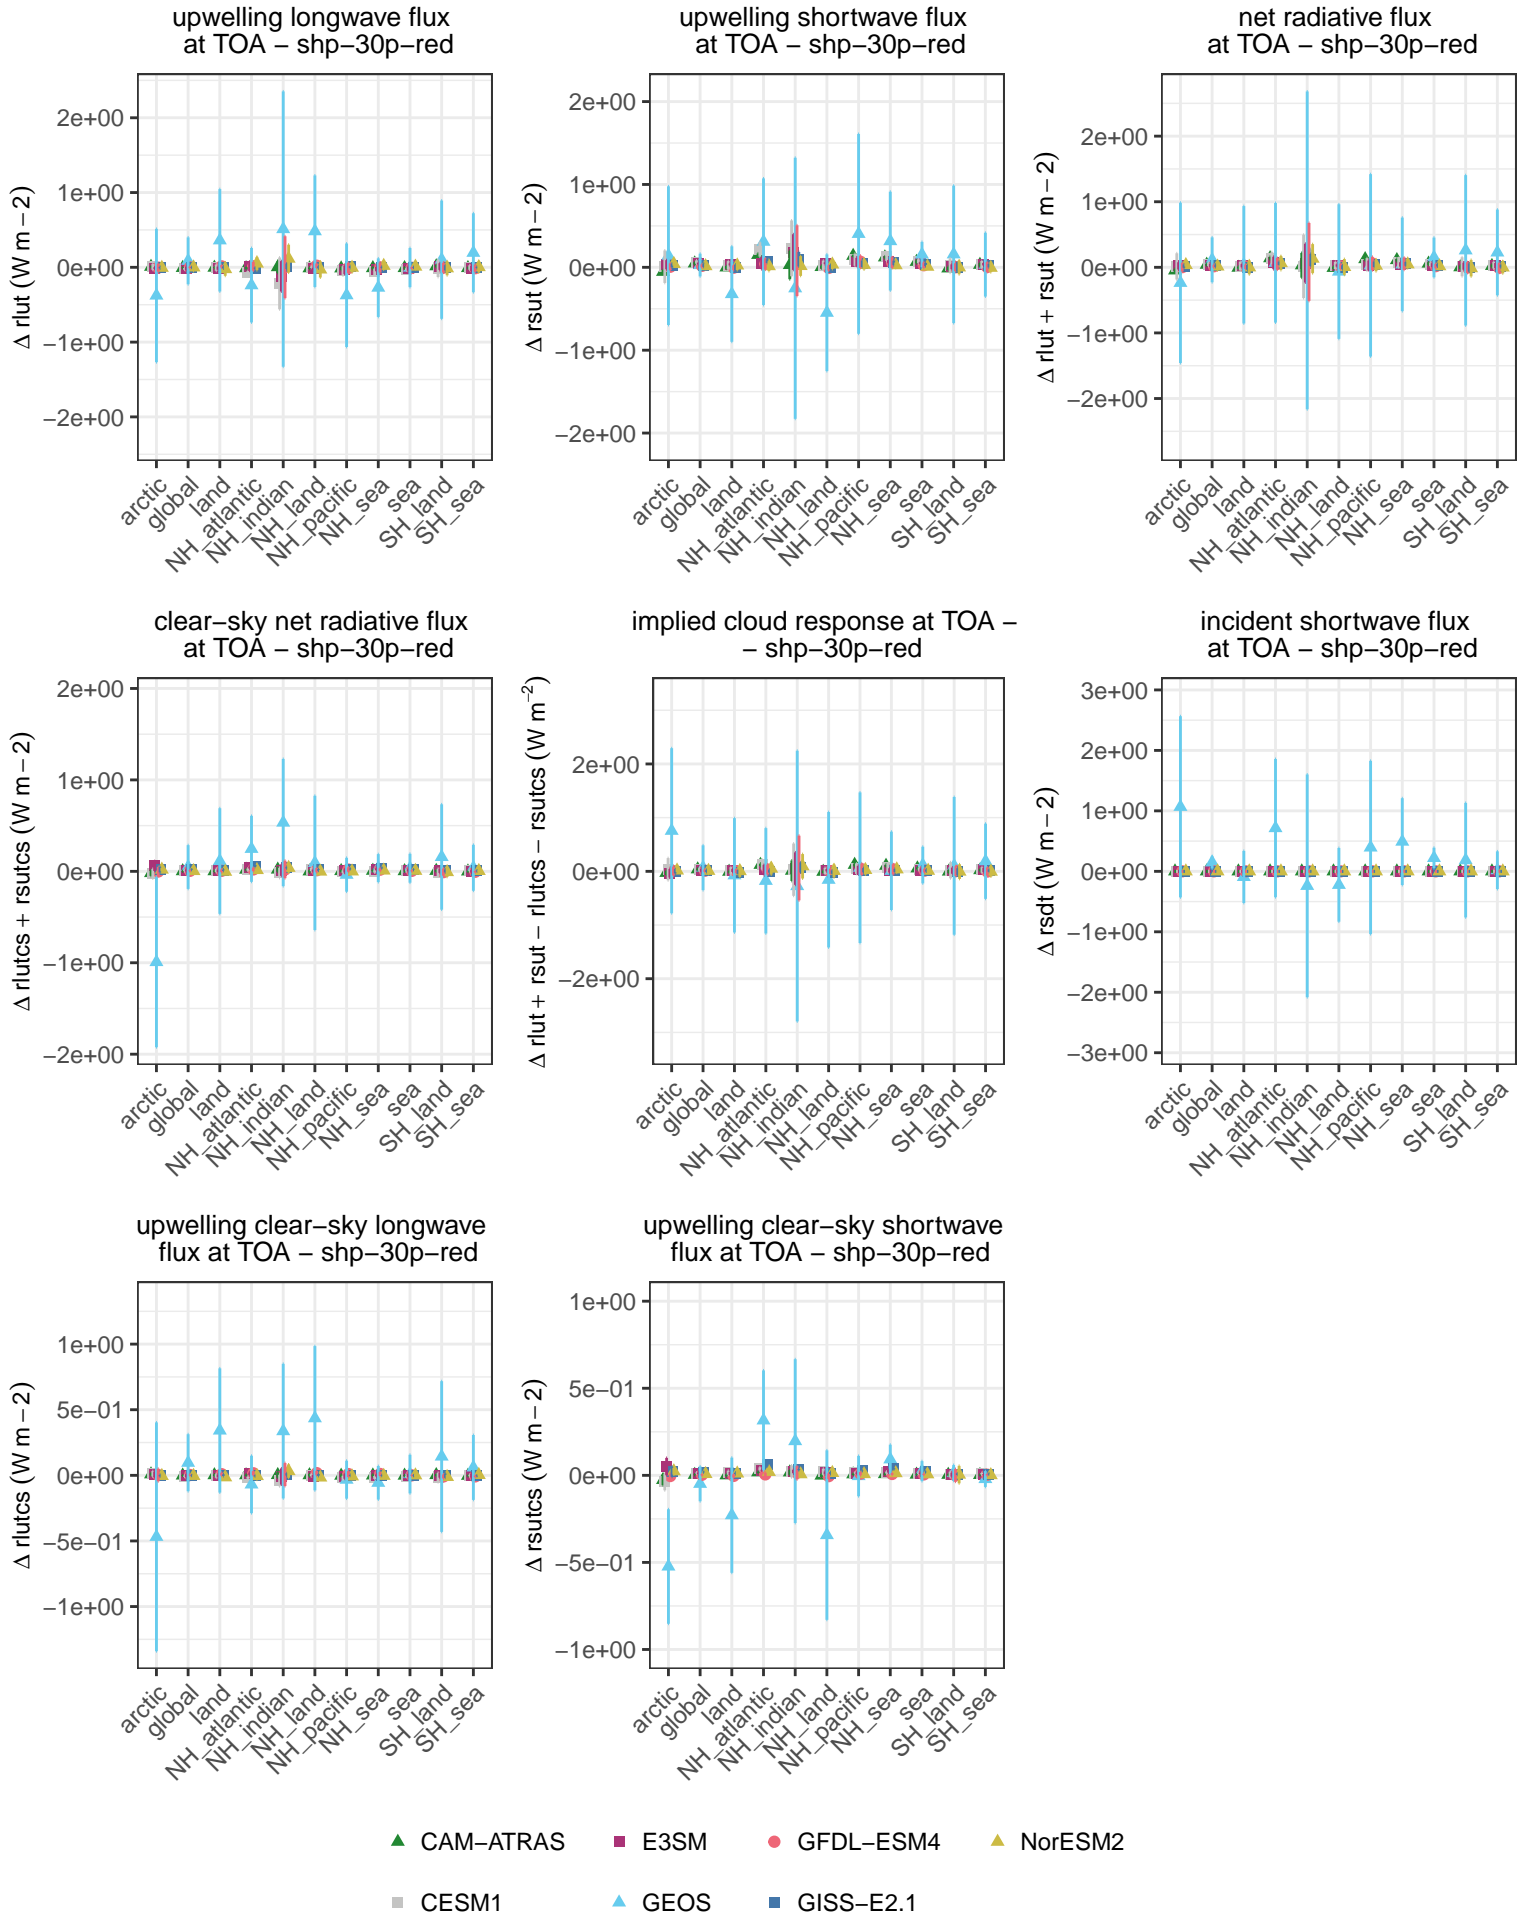 upwelling longwave flux
at TOA − shp−30p−red
Δ rlut (W m−2)
2e+00
1e+00
0e+00
−1e+00
−2e+00
arctic
global
land
NH_atlantic
NH_indian
NH_land
NH_pacific
NH_sea
sea
SH_land
SH_sea
upwelling shortwave flux
at TOA − shp−30p−red
Δ rsut (W m−2)
2e+00
1e+00
0e+00
−1e+00
−2e+00
arctic
global
land
NH_atlantic
NH_indian
NH_land
NH_pacific
NH_sea
sea
SH_land
SH_sea
net radiative flux
at TOA − shp−30p−red
Δ rlut + rsut (W m−2)
2e+00
1e+00
0e+00
−1e+00
−2e+00
arctic
global
land
NH_atlantic
NH_indian
NH_land
NH_pacific
NH_sea
sea
SH_land
SH_sea
clear−sky net radiative flux
at TOA − shp−30p−red
Δ rlutcs + rsutcs (W m−2)
2e+00
1e+00
0e+00
−1e+00
−2e+00
arctic
global
land
NH_atlantic
NH_indian
NH_land
NH_pacific
NH_sea
sea
SH_land
SH_sea
implied cloud response at TOA −
− shp−30p−red
Δ rlut + rsut − rlutcs − rsutcs (W m−2)
2e+00
0e+00
−2e+00
arctic
global
land
NH_atlantic
NH_indian
NH_land
NH_pacific
NH_sea
sea
SH_land
SH_sea
incident shortwave flux
at TOA − shp−30p−red
Δ rsdt (W m−2)
3e+00
2e+00
1e+00
0e+00
−1e+00
−2e+00
−3e+00
arctic
global
land
NH_atlantic
NH_indian
NH_land
NH_pacific
NH_sea
sea
SH_land
SH_sea
upwelling clear−sky longwave
flux at TOA − shp−30p−red
Δ rlutcs (W m−2)
1e+00
5e−01
0e+00
−5e−01
−1e+00
arctic
global
land
NH_atlantic
NH_indian
NH_land
NH_pacific
NH_sea
sea
SH_land
SH_sea
upwelling clear−sky shortwave
flux at TOA − shp−30p−red
Δ rsutcs (W m−2)
1e+00
5e−01
0e+00
−5e−01
−1e+00
arctic
global
land
NH_atlantic
NH_indian
NH_land
NH_pacific
NH_sea
sea
SH_land
SH_sea
CAM−ATRAS E3SM GFDL−ESM4 NorESM2
CESM1 GEOS GISS−E2.1